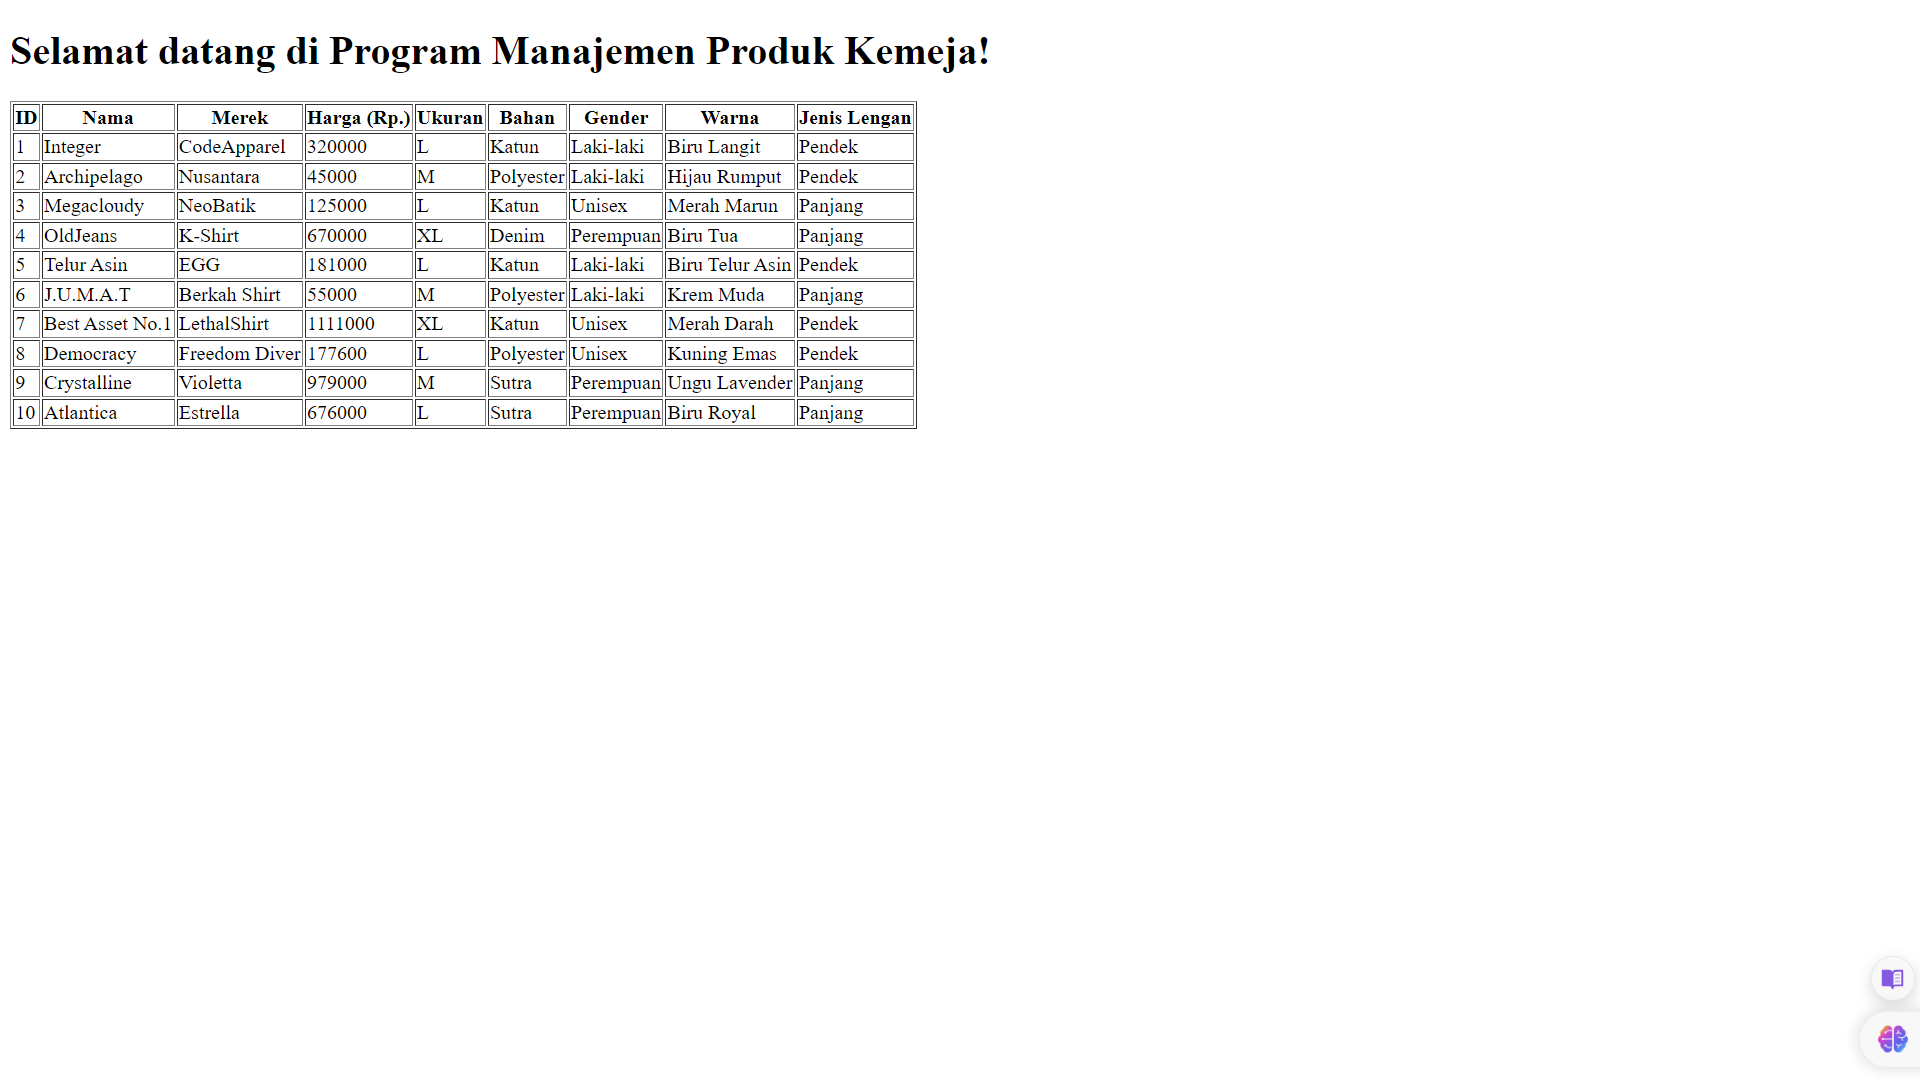 Selamat datang di Program Manajemen Produk Kemeja!
ID Nama Merek Harga (Rp.) Ukuran Bahan Gender Warna Jenis Lengan
1 Integer CodeApparel 320000 L Katun Laki-laki Biru Langit Pendek
2 Archipelago Nusantara 45000 M Polyester Laki-laki Hijau Rumput Pendek
3 Megacloudy NeoBatik 125000 L Katun Unisex Merah Marun Panjang
4 OldJeans K-Shirt 670000 XL Denim Perempuan Biru Tua Panjang
5 Telur Asin EGG 181000 L Katun Laki-laki Biru Telur Asin Pendek
6 J.U.M.A.T Berkah Shirt 55000 M Polyester Laki-laki Krem Muda Panjang
7 Best Asset No.1 LethalShirt 1111000 XL Katun Unisex Merah Darah Pendek
8 Democracy Freedom Diver 177600 L Polyester Unisex Kuning Emas Pendek
9 Crystalline Violetta 979000 M Sutra Perempuan Ungu Lavender Panjang
10 Atlantica Estrella 676000 L Sutra Perempuan Biru Royal Panjang